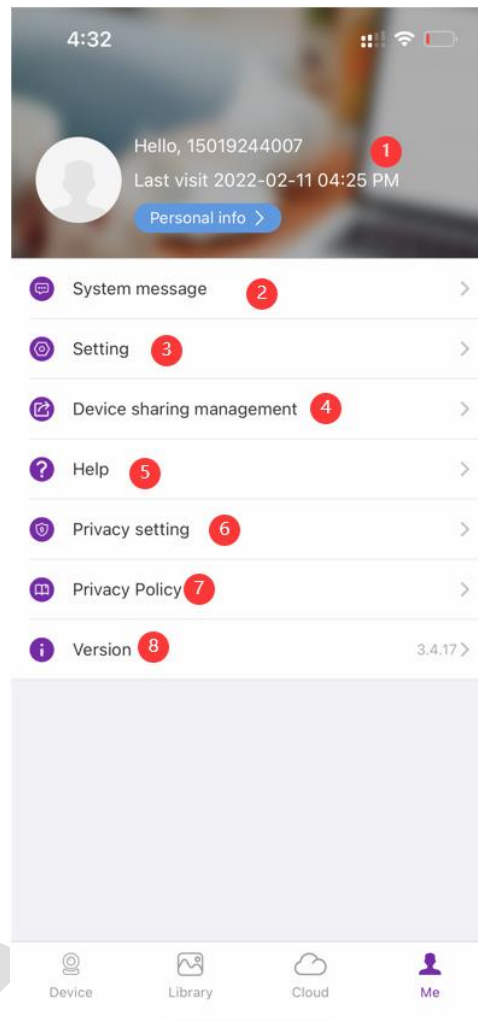 4:32
Hello, 15019244007 1
Last visit 2022-02-11 04:25 PM
Personal info >
System message 2
Setting 3
Device sharing management 4
Help 5
Privacy setting 6
Privacy Policy 7
Version 8 3.4.17
Device Library Cloud Me